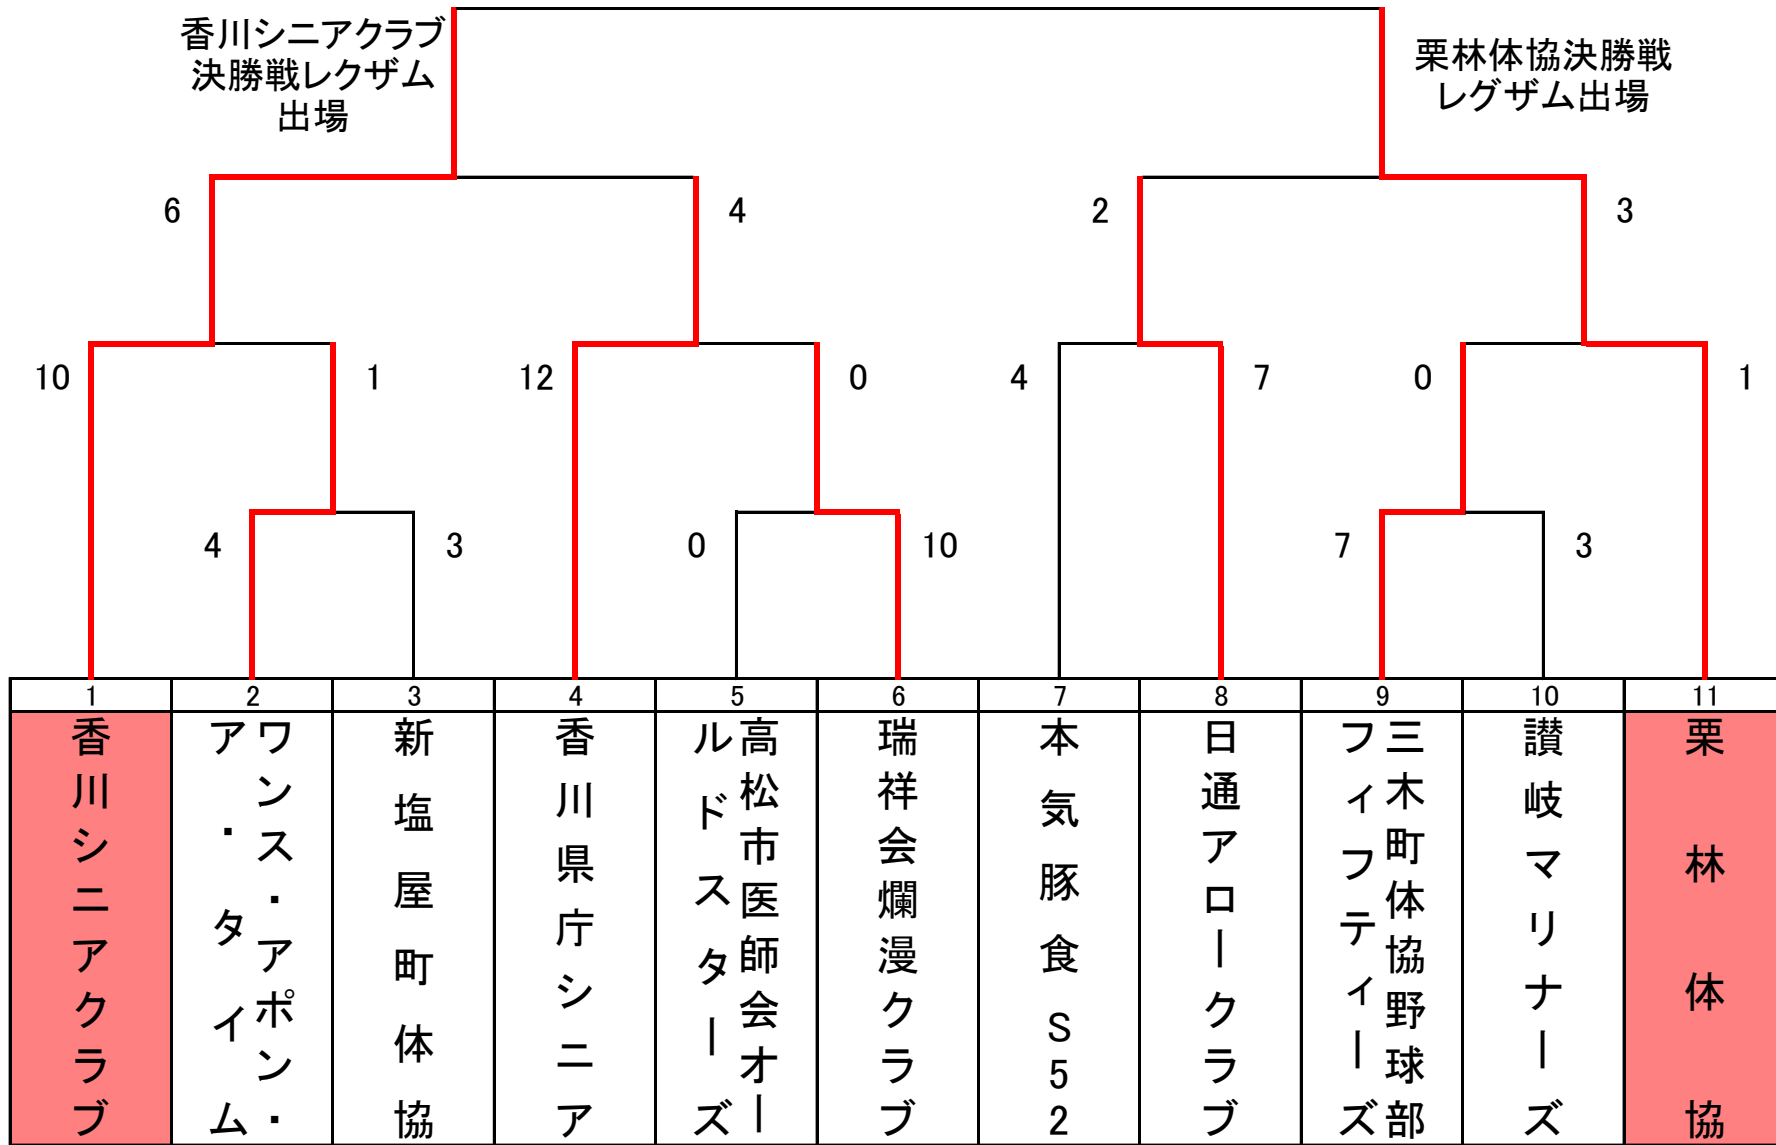 香川シニアクラブ
決勝戦レクザム
出場
栗林体協決勝戦
レグザム出場
6
4
2
3
10
1
12
0
4
7
0
1
4
3
0
10
7
3
1
2
3
4
5
6
7
8
9
10
11
香川シニアクラブ
ワンス・アポン・
ア・タイム
新塩屋町体協
香川県庁シニア
高松市医師会オー
ルドスターズ
瑞祥会爛漫クラブ
本気豚食S52
日通アロークラブ
三木町体協野球部
フィフティーズ
讃岐マリナーズ
栗林体協